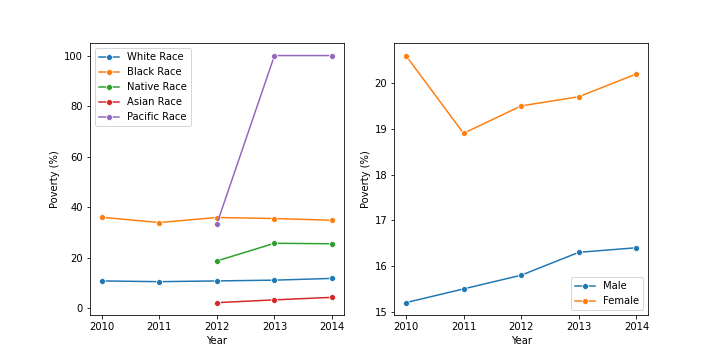 100
80
60
40
20
0
Poverty (%)
White Race
Black Race
Native Race
Asian Race
Pacific Race
2010 2011 2012 2013 2014
Year
20
19
18
17
16
15
Poverty (%)
Male
Female
2010 2011 2012 2013 2014
Year